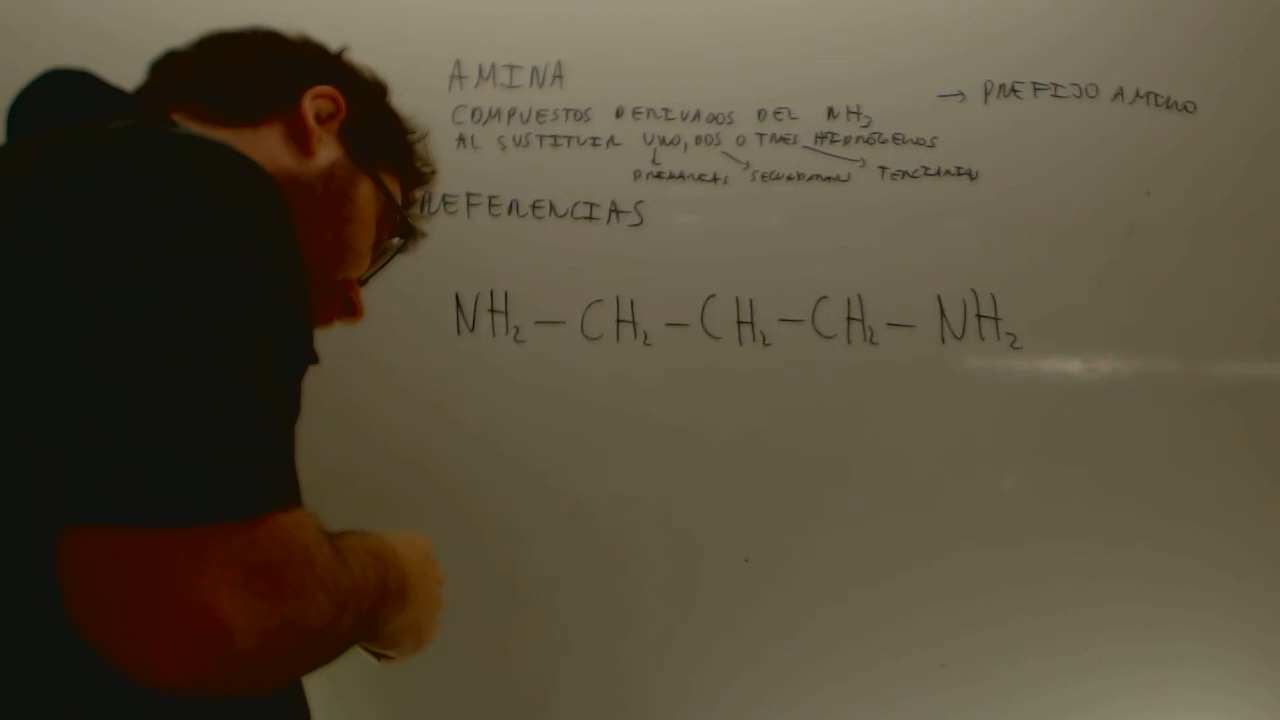 AMINA
→ PREFIJO AMINO
COMPUESTOS DERIVADOS DEL NH₃
AL SUSTITUIR UNO, DOS O TRES HIDRÓGENOS
PRIMARIAS SECUNDARIAS TERCIARIAS
REFERENCIAS
NH₂ — CH₂ — CH₂ — CH₂ — NH₂